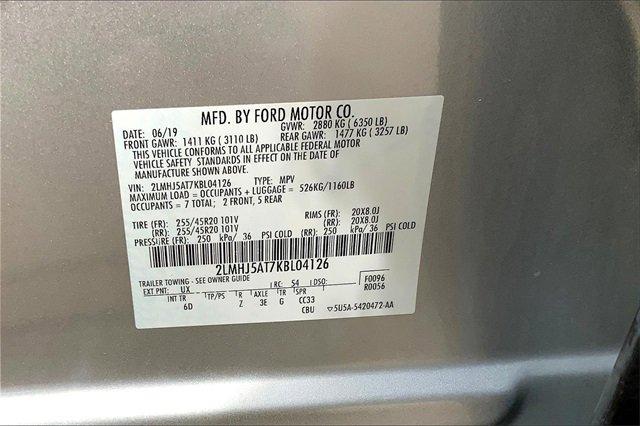 MFD. BY FORD MOTOR CO.
DATE: 06/19 GVWR: 2880 KG ( 6350 LB)
FRONT GAWR: 1411 KG ( 3110 LB) REAR GAWR: 1477 KG ( 3257 LB)
THIS VEHICLE CONFORMS TO ALL APPLICABLE FEDERAL MOTOR
VEHICLE SAFETY STANDARDS IN EFFECT ON THE DATE OF
MANUFACTURE SHOWN ABOVE.
VIN: 2LMHJ5AT7KBL04126 TYPE: MPV
MAXIMUM LOAD = OCCUPANTS + LUGGAGE = 526KG/1160LB
OCCUPANTS = 7 TOTAL; 2 FRONT, 5 REAR
TIRE (FR): 255/45R20 101V RIMS (FR): 20X8.0J
(RR): 255/45R20 101V (RR): 20X8.0J
PRESSURE (FR): 250 kPa/ 36 PSI COLD (RR): 250 kPa/ 36 PSI COLD
2LMHJ5AT7KBL04126
TRAILER TOWING - SEE OWNER GUIDE
EXT PNT: UX RC: 54 DSO: F0096
R0056
INT TR TP/PS R AXLE TR SPR
6D Z 3E G CC33
CBU ▽5U5A-5420472-AA